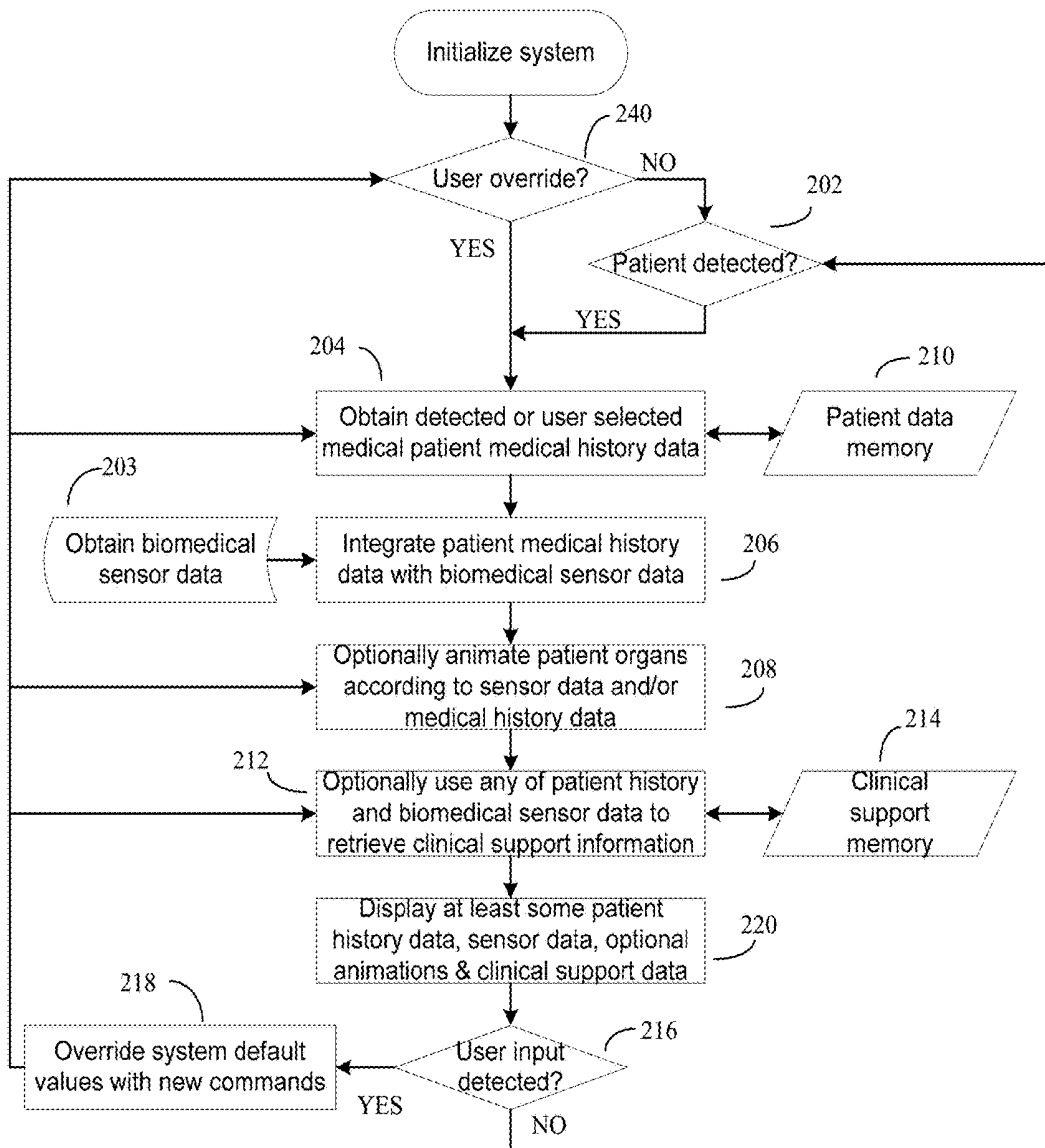 Initialize system
240
User override?
NO
202
YES
Patient detected?
YES
204
210
Obtain detected or user selected
medical patient medical history data
Patient data
memory
203
Obtain biomedical
sensor data
Integrate patient medical history
data with biomedical sensor data
206
Optionally animate patient organs
according to sensor data and/or
medical history data
208
214
212
Optionally use any of patient history
and biomedical sensor data to
retrieve clinical support information
Clinical
support
memory
Display at least some patient
history data, sensor data, optional
animations & clinical support data
220
218
216
Override system default
values with new commands
User input
detected?
YES
NO